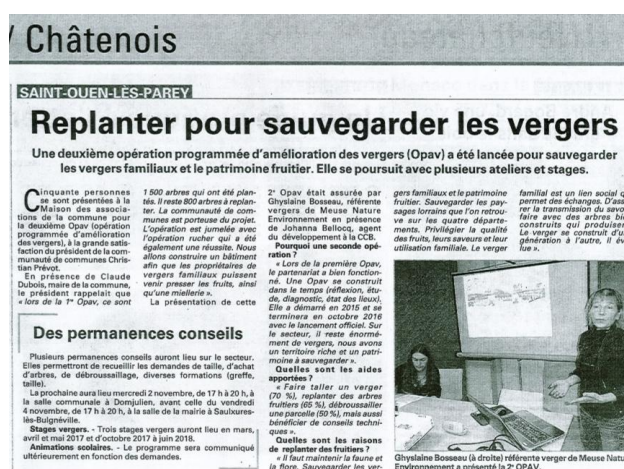 / Châtenois
SAINT-OUEN-LÈS-PAREY
Replanter pour sauvegarder les vergers
Une deuxième opération programmée d'amélioration des vergers (Opav) a été lancée pour sauvegarder
les vergers familiaux et le patrimoine fruitier. Elle se poursuit avec plusieurs ateliers et stages.
Cinquante personnes
se sont présentées à la
Maison des associa-
tions de la commune pour
la deuxième Opav (opération
programmée d'amélioration
des vergers), à la grande satis-
faction du président de la com-
munauté de communes Chris-
tian Prévot.
En présence de Claude
Dubois, maire de la commune,
le président rappelait que
« lors de la 1re Opav, ce sont
1 500 arbres qui ont été plan-
tés. Il reste 800 arbres à replan-
ter. La communauté de com-
munes est porteuse du projet.
L'opération est jumelée avec
l'opération rucher qui a été
également une réussite. Nous
allons construire un bâtiment
afin que les propriétaires de
vergers familiaux puissent
venir presser les fruits, ainsi
qu'une miellerie ».
La présentation de cette
2e Opav était assurée par
Ghyslaine Bosseau, référente
vergers de Meuse Nature
Environnement en présence
de Johanna Bellocq, agent
du développement à la CCB.
Pourquoi une seconde opé-
ration ?
« Lors de la première Opav,
le partenariat a bien fonction-
né. Une Opav se construit
dans le temps (réflexion, étu-
de, diagnostic, état des lieux).
Elle a démarré en 2015 et se
terminera en octobre 2016
avec le lancement officiel. Sur
le secteur, il reste énormé-
ment de vergers, nous avons
un territoire riche et un patri-
moine à sauvegarder ».
Quelles sont les aides
apportées ?
« Faire tailler un verger
(70 %), replanter des arbres
fruitiers (65 %), débroussailler
une parcelle (50 %), mais aussi
bénéficier de conseils techni-
ques ».
Quelles sont les raisons
de replanter des fruitiers ?
« Il faut maintenir la faune et
la flore. Sauvegarder les ver-
gers familiaux et le patrimoine
fruitier. Sauvegarder les pay-
sages lorrains que l'on retrou-
ve sur les quatre départe-
ments. Privilégier la qualité
des fruits, leurs saveurs et leur
utilisation familiale. Le verger
familial est un lien social q
permet des échanges. D'ass
rer la transmission du savo
faire avec des arbres bie
construits qui produise
Le verger se construit d'u
génération à l'autre, il év
lue ».
Des permanences conseils
Plusieurs permanences conseils auront lieu sur le secteur.
Elles permettront de recueillir les demandes de taille, d'achat
d'arbres, de débroussaillage, diverses formations (greffe,
taille).
La prochaine aura lieu mercredi 2 novembre, de 17 h à 20 h, à
la salle communale à Domjulien, avant celle du vendredi
4 novembre, de 17 h à 20 h, à la salle de la mairie à Saulxures-
lès-Bulgnéville.
Stages vergers. - Trois stages vergers auront lieu en mars,
avril et mai 2017 et d'octobre 2017 à juin 2018.
Animations scolaires. - Le programme sera communiqué
ultérieurement en fonction des demandes.
Ghyslaine Bosseau (à droite) référente verger de Meuse Natu
Environnement a présenté la 2e OPAV.